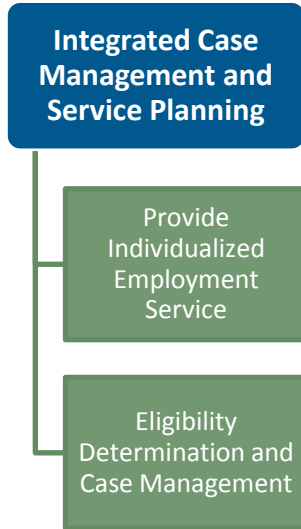 Integrated Case
Management and
Service Planning
Provide
Individualized
Employment
Service
Eligibility
Determination and
Case Management